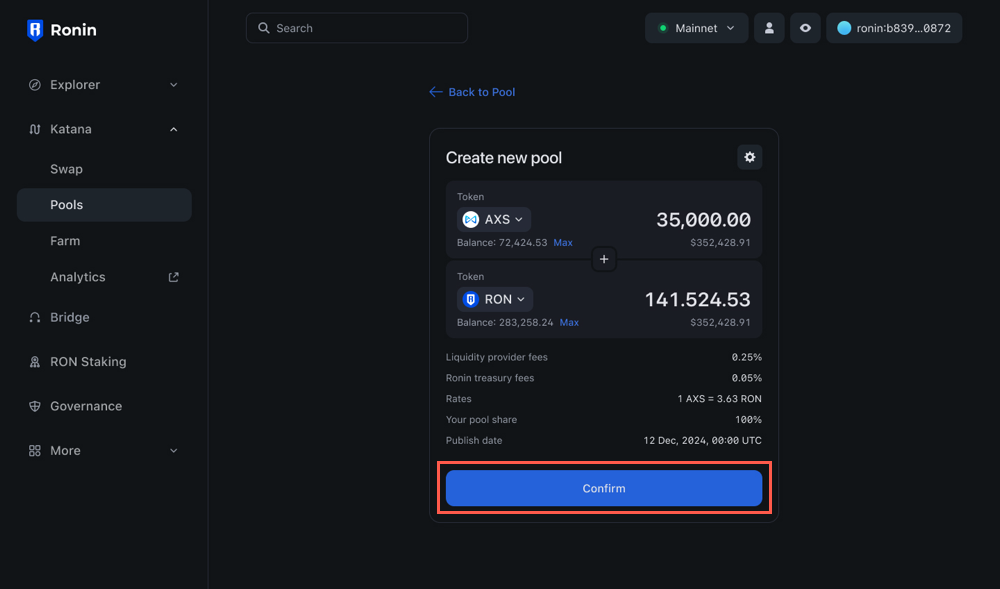 Ronin
Search
Mainnet
ronin:b839...0872
Explorer
Katana
Swap
Pools
Farm
Analytics
Bridge
RON Staking
Governance
More
Back to Pool
Create new pool
Token
AXS
35,000.00
Balance: 72,424.53 Max
$352,428.91
+
Token
RON
141.524.53
Balance: 283,258.24 Max
$352,428.91
Liquidity provider fees 0.25%
Ronin treasury fees 0.05%
Rates 1 AXS = 3.63 RON
Your pool share 100%
Publish date 12 Dec, 2024, 00:00 UTC
Confirm